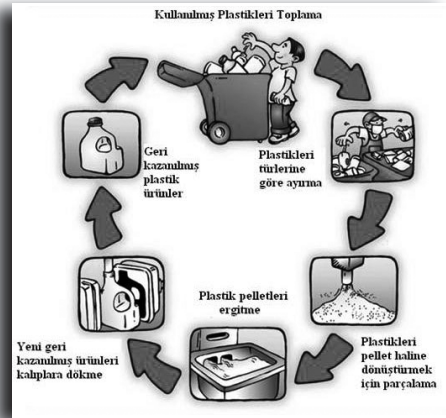 Kullanılmış Plastikleri Toplama
Plastikleri
türlerine
göre ayırma
Plastikleri
pellet haline
dönüştürmek
için parçalama
Plastik pelletleri
ergitme
Yeni geri
kazanılmış ürünleri
kalıplara dökme
Geri
kazanılmış
plastik
ürünler